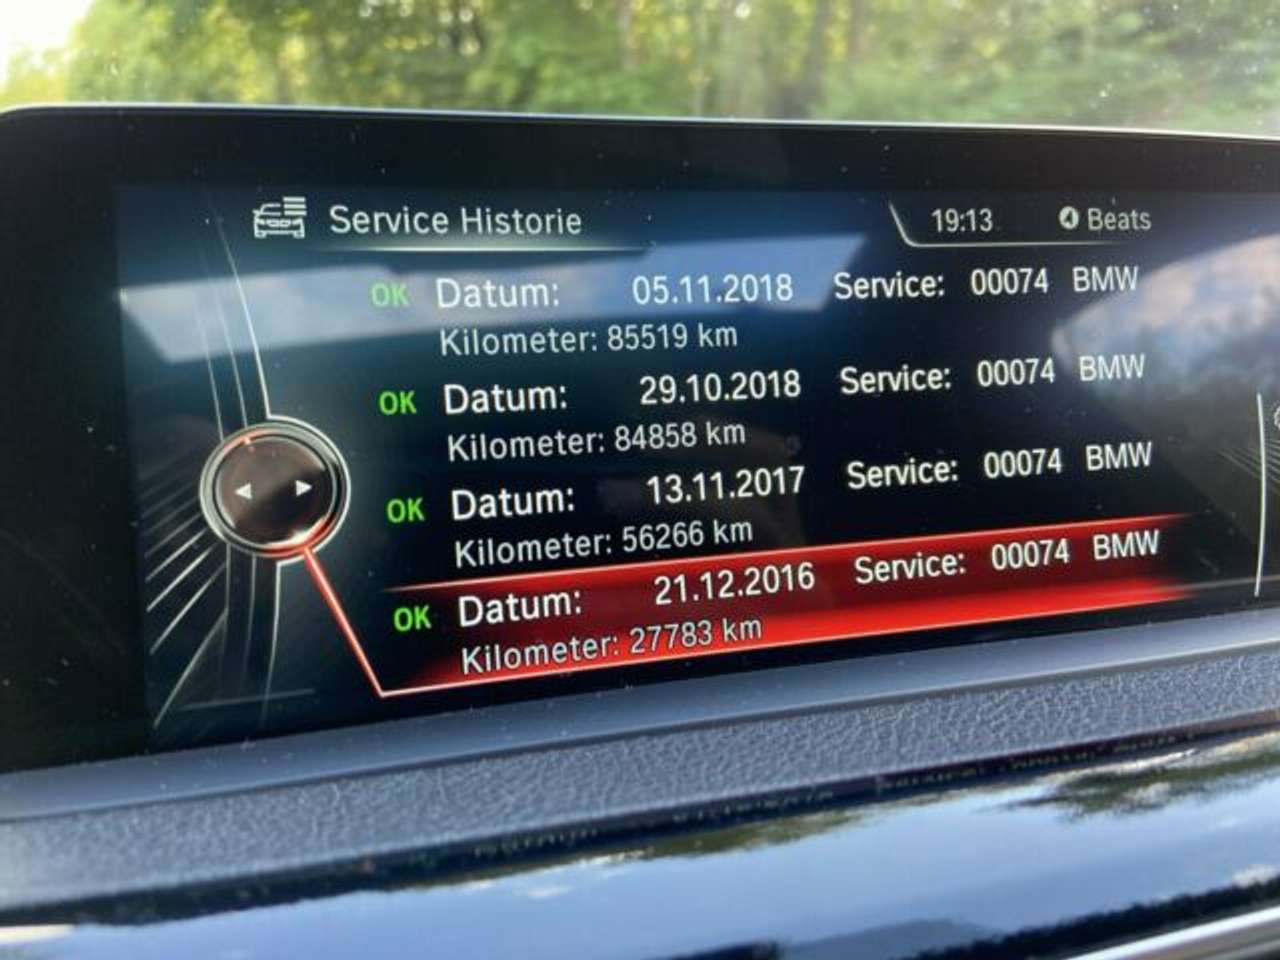 Service Historie 19:13 Beats
OK Datum: 05.11.2018 Service: 00074 BMW
Kilometer: 85519 km
OK Datum: 29.10.2018 Service: 00074 BMW
Kilometer: 84858 km
OK Datum: 13.11.2017 Service: 00074 BMW
Kilometer: 56266 km
OK Datum: 21.12.2016 Service: 00074 BMW
Kilometer: 27783 km